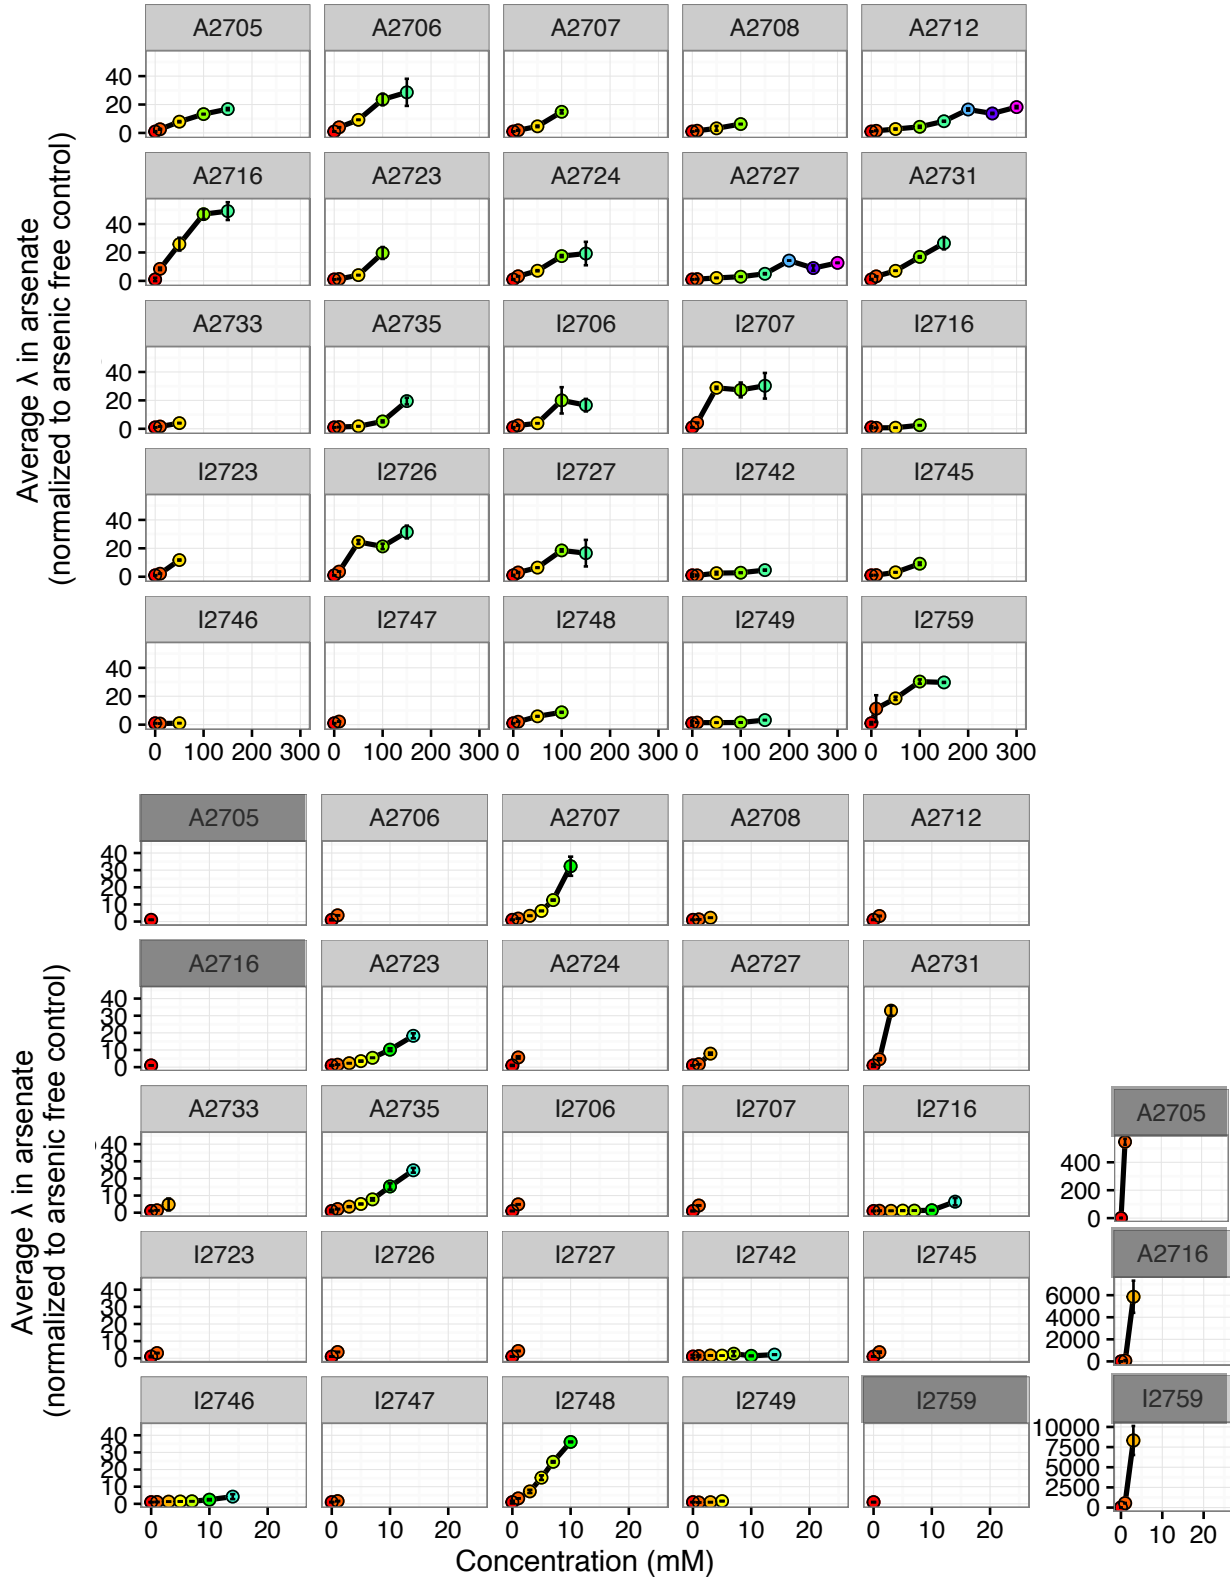 A2705 A2706 A2707 A2708 A2712
40
20
0
A2716 A2723 A2724 A2727 A2731
40
20
0
A2733 A2735 I2706 I2707 I2716
40
20
0
I2723 I2726 I2727 I2742 I2745
40
20
0
I2746 I2747 I2748 I2749 I2759
40
20
0
0 100 200 300 0 100 200 300 0 100 200 300 0 100 200 300 0 100 200 300
Average λ in arsenate
(normalized to arsenic free control)
A2705 A2706 A2707 A2708 A2712
40
30
20
10
0
A2716 A2723 A2724 A2727 A2731
40
30
20
10
0
A2733 A2735 I2706 I2707 I2716
40
30
20
10
0
I2723 I2726 I2727 I2742 I2745
40
30
20
10
0
I2746 I2747 I2748 I2749 I2759
40
30
20
10
0
0 10 20 0 10 20 0 10 20 0 10 20 0 10 20
Average λ in arsenate
(normalized to arsenic free control)
Concentration (mM)
A2705
400
200
0
A2716
6000
4000
2000
0
I2759
10000
7500
5000
2500
0
0 10 20